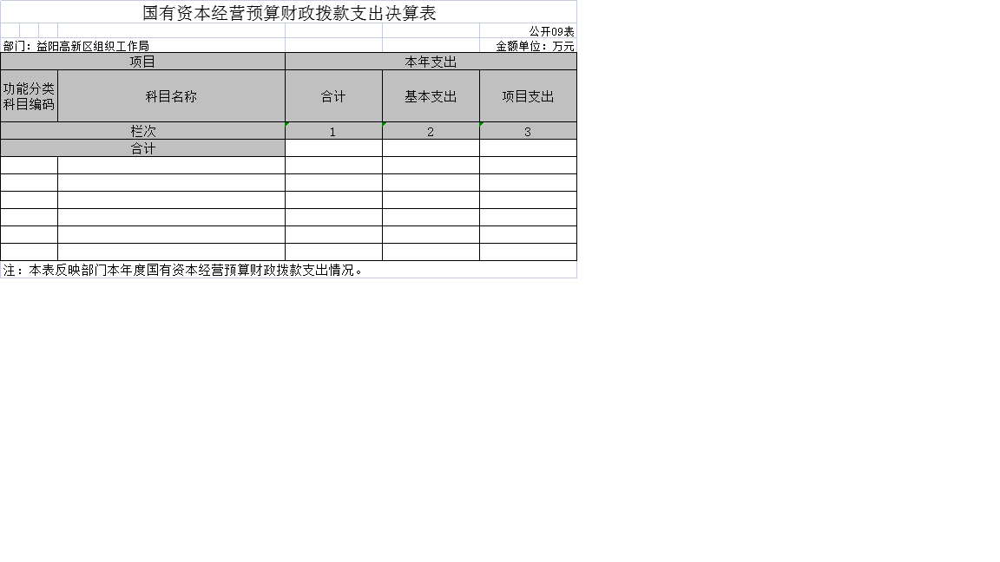 国有资本经营预算财政拨款支出决算表
公开09表
部门：益阳高新区组织工作局 金额单位：万元
项目 本年支出
功能分类
科目编码 科目名称 合计 基本支出 项目支出
栏次 1 2 3
合计
注：本表反映部门本年度国有资本经营预算财政拨款支出情况。